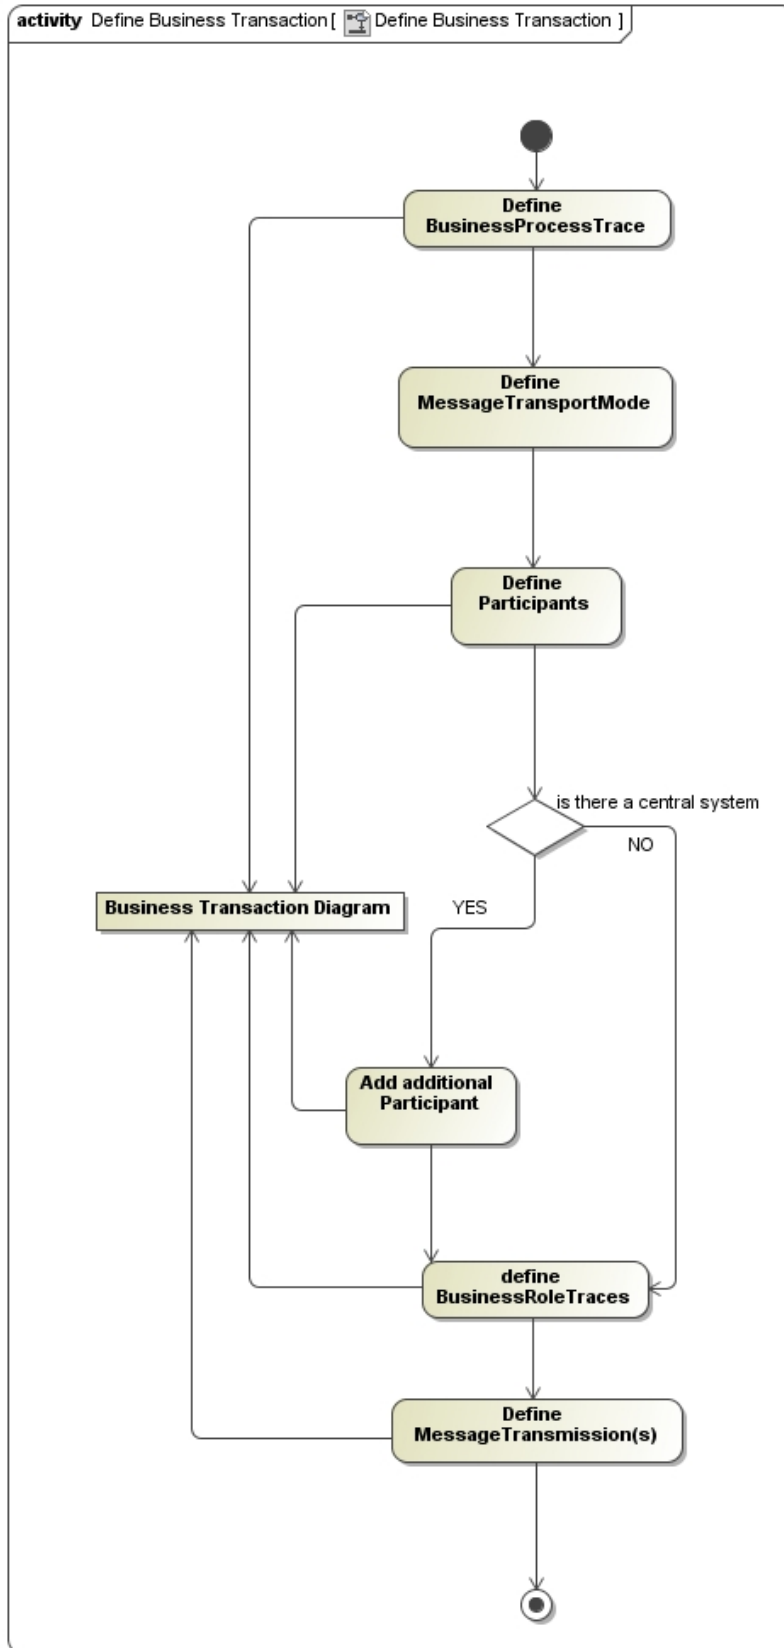 activity Define Business Transaction [ Define Business Transaction ]
Define
BusinessProcessTrace
Define
MessageTransportMode
Define
Participants
is there a central system
NO
YES
Business Transaction Diagram
Add additional
Participant
define
BusinessRoleTraces
Define
MessageTransmission(s)